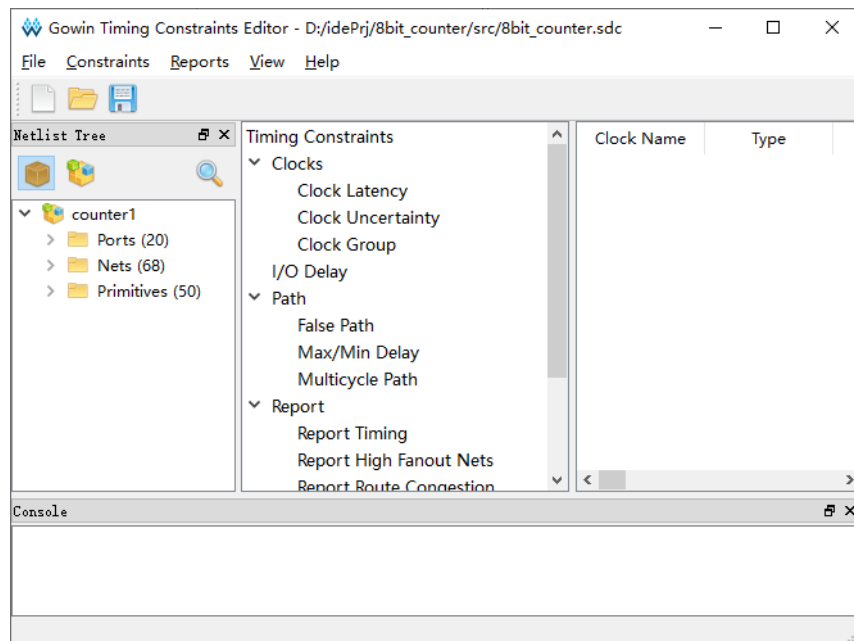 Gowin Timing Constraints Editor - D:/idePrj/8bit_counter/src/8bit_counter.sdc
File Constraints Reports View Help
Netlist Tree
counter1
Ports (20)
Nets (68)
Primitives (50)
Timing Constraints
Clocks
Clock Latency
Clock Uncertainty
Clock Group
I/O Delay
Path
False Path
Max/Min Delay
Multicycle Path
Report
Report Timing
Report High Fanout Nets
Report Route Congestion
Clock Name Type
Console